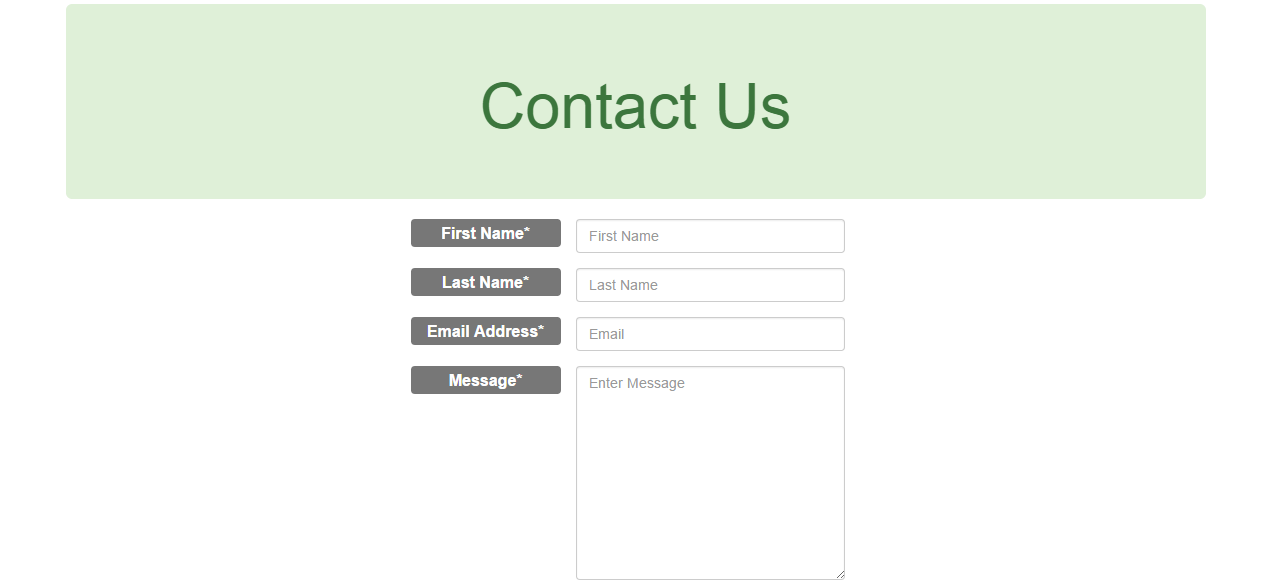 Contact Us
First Name* First Name
Last Name* Last Name
Email Address* Email
Message* Enter Message